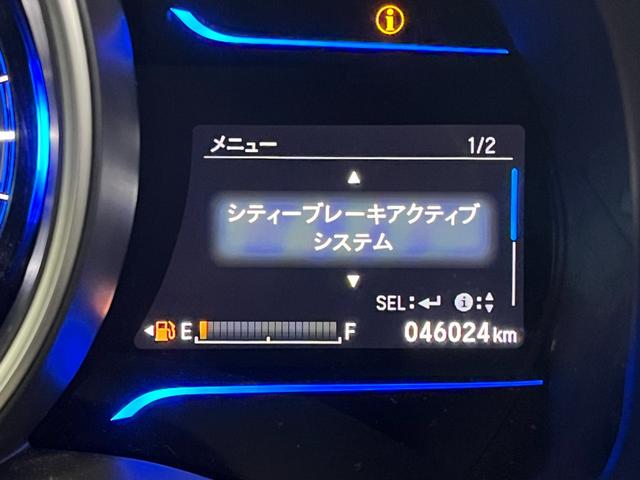 メニュー 1/2
シティーブレーキアクティブ
システム
SEL: i:
E F 046024km